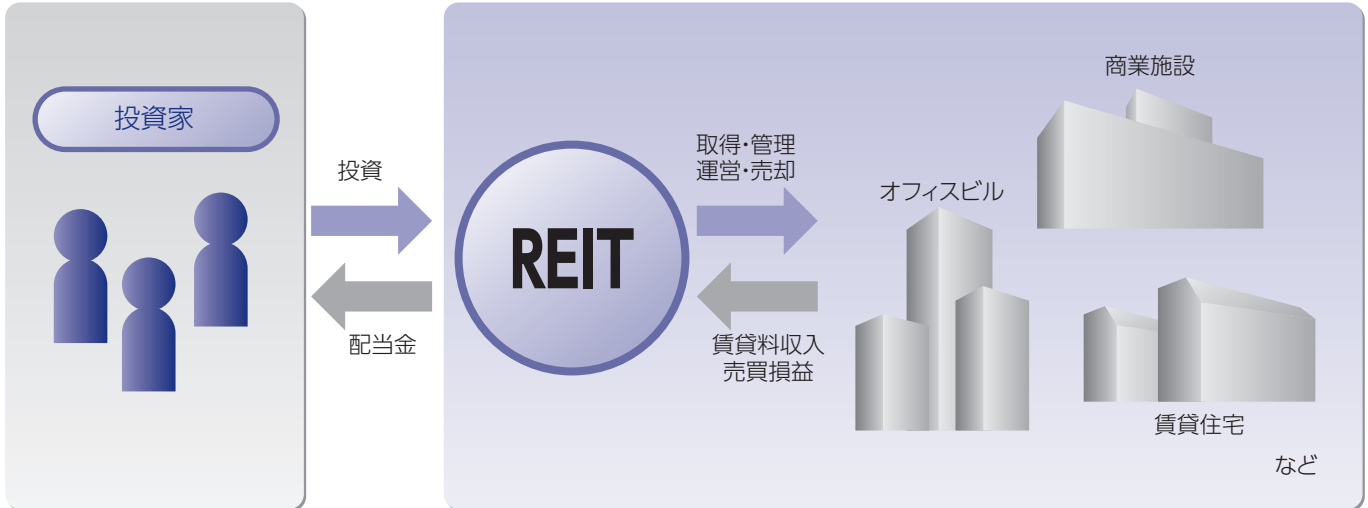 投資家
投資
配当金
REIT
取得・管理
運営・売却
賃貸料収入
売買損益
商業施設
オフィスビル
賃貸住宅
など